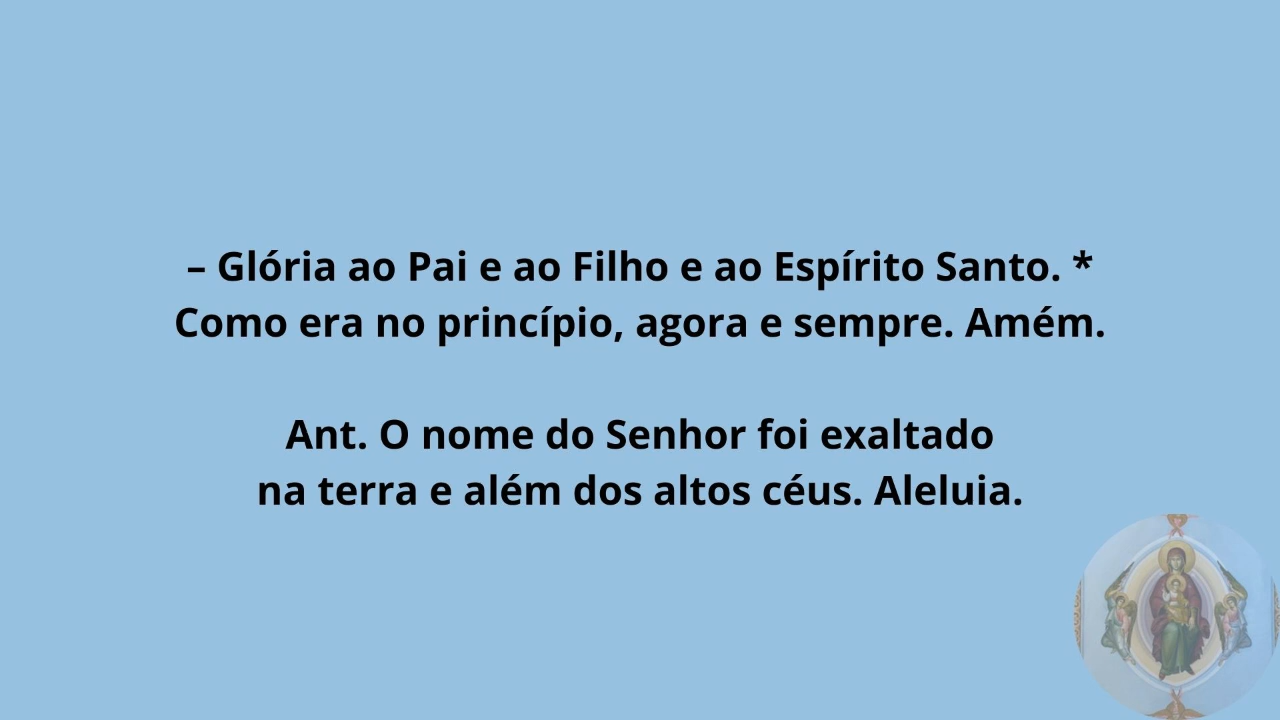 – Glória ao Pai e ao Filho e ao Espírito Santo. *
Como era no princípio, agora e sempre. Amém.
Ant. O nome do Senhor foi exaltado
na terra e além dos altos céus. Aleluia.